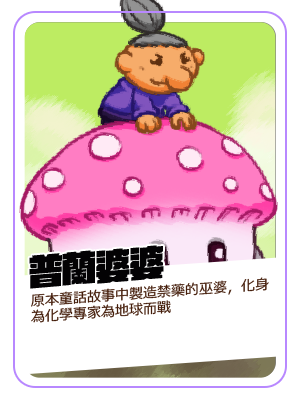 普蘭婆婆
原本童話故事中製造禁藥的巫婆，化身
為化學專家為地球而戰